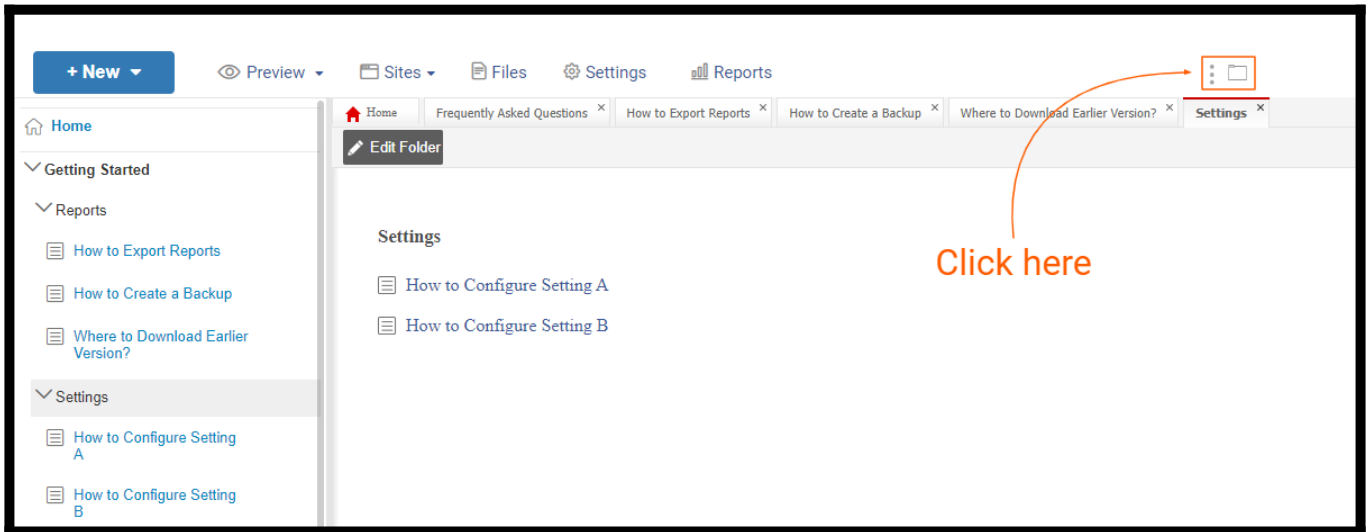 + New Preview Sites Files Settings Reports
Home Frequently Asked Questions How to Export Reports How to Create a Backup Where to Download Earlier Version? Settings
Edit Folder
Home
Getting Started
Reports
How to Export Reports
How to Create a Backup
Where to Download Earlier
Version?
Settings
How to Configure Setting
A
How to Configure Setting
B
Settings
How to Configure Setting A
How to Configure Setting B
Click here